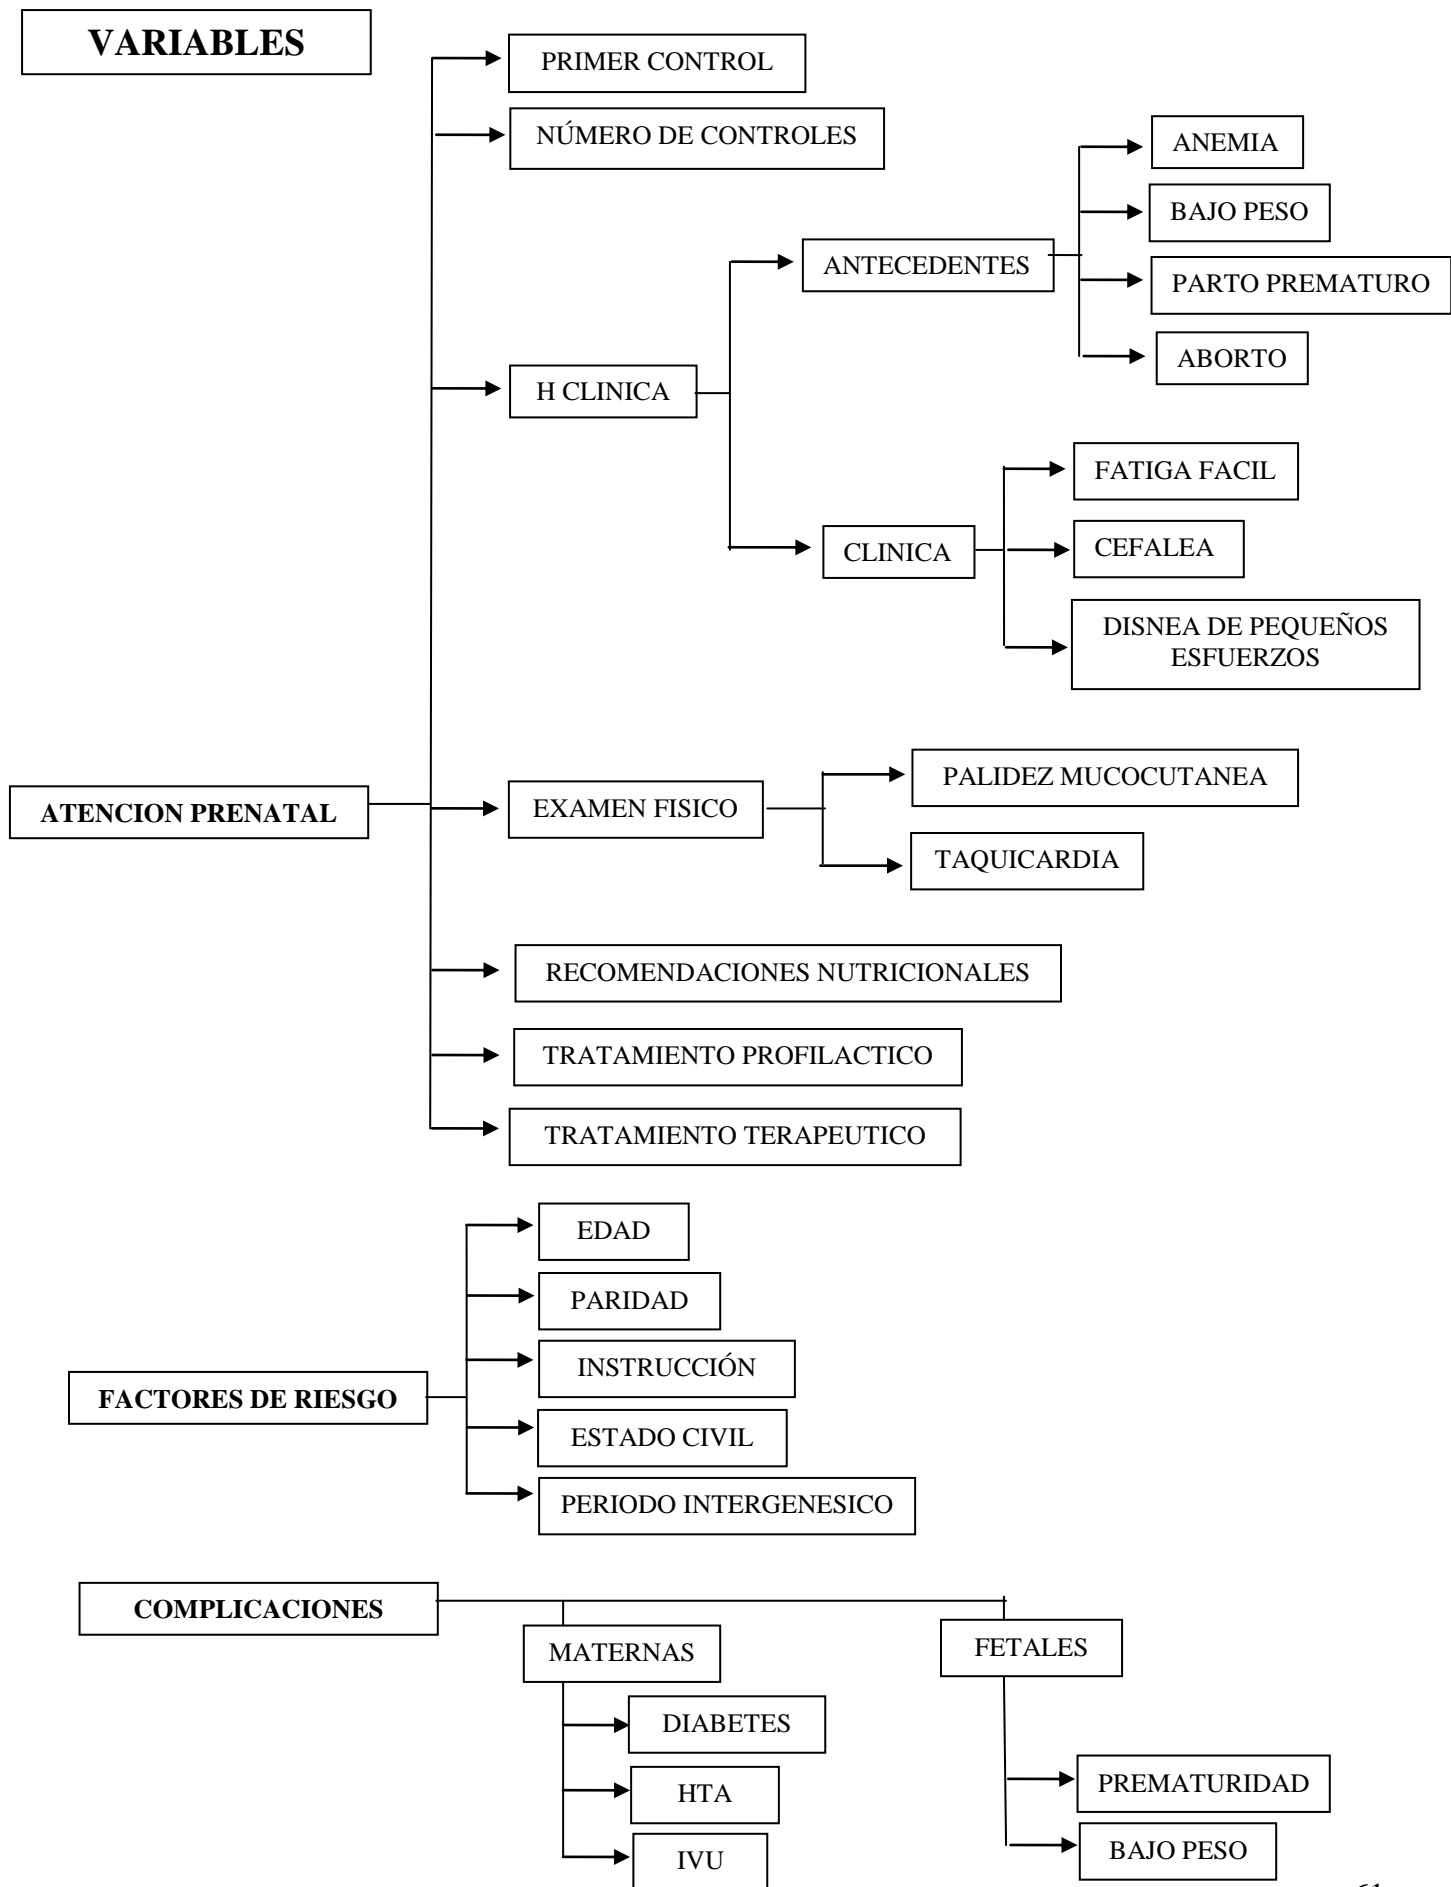 VARIABLES
PRIMER CONTROL
NÚMERO DE CONTROLES
ANEMIA
BAJO PESO
ANTECEDENTES
PARTO PREMATURO
ABORTO
H CLINICA
FATIGA FACIL
CLINICA
CEFALEA
DISNEA DE PEQUEÑOS
ESFUERZOS
PALIDEZ MUCOCUTANEA
ATENCION PRENATAL
EXAMEN FISICO
TAQUICARDIA
RECOMENDACIONES NUTRICIONALES
TRATAMIENTO PROFILACTICO
TRATAMIENTO TERAPEUTICO
EDAD
PARIDAD
INSTRUCCIÓN
FACTORES DE RIESGO
ESTADO CIVIL
PERIODO INTERGENESICO
COMPLICACIONES
MATERNAS
FETALES
DIABETES
HTA
IVU
PREMATURIDAD
BAJO PESO